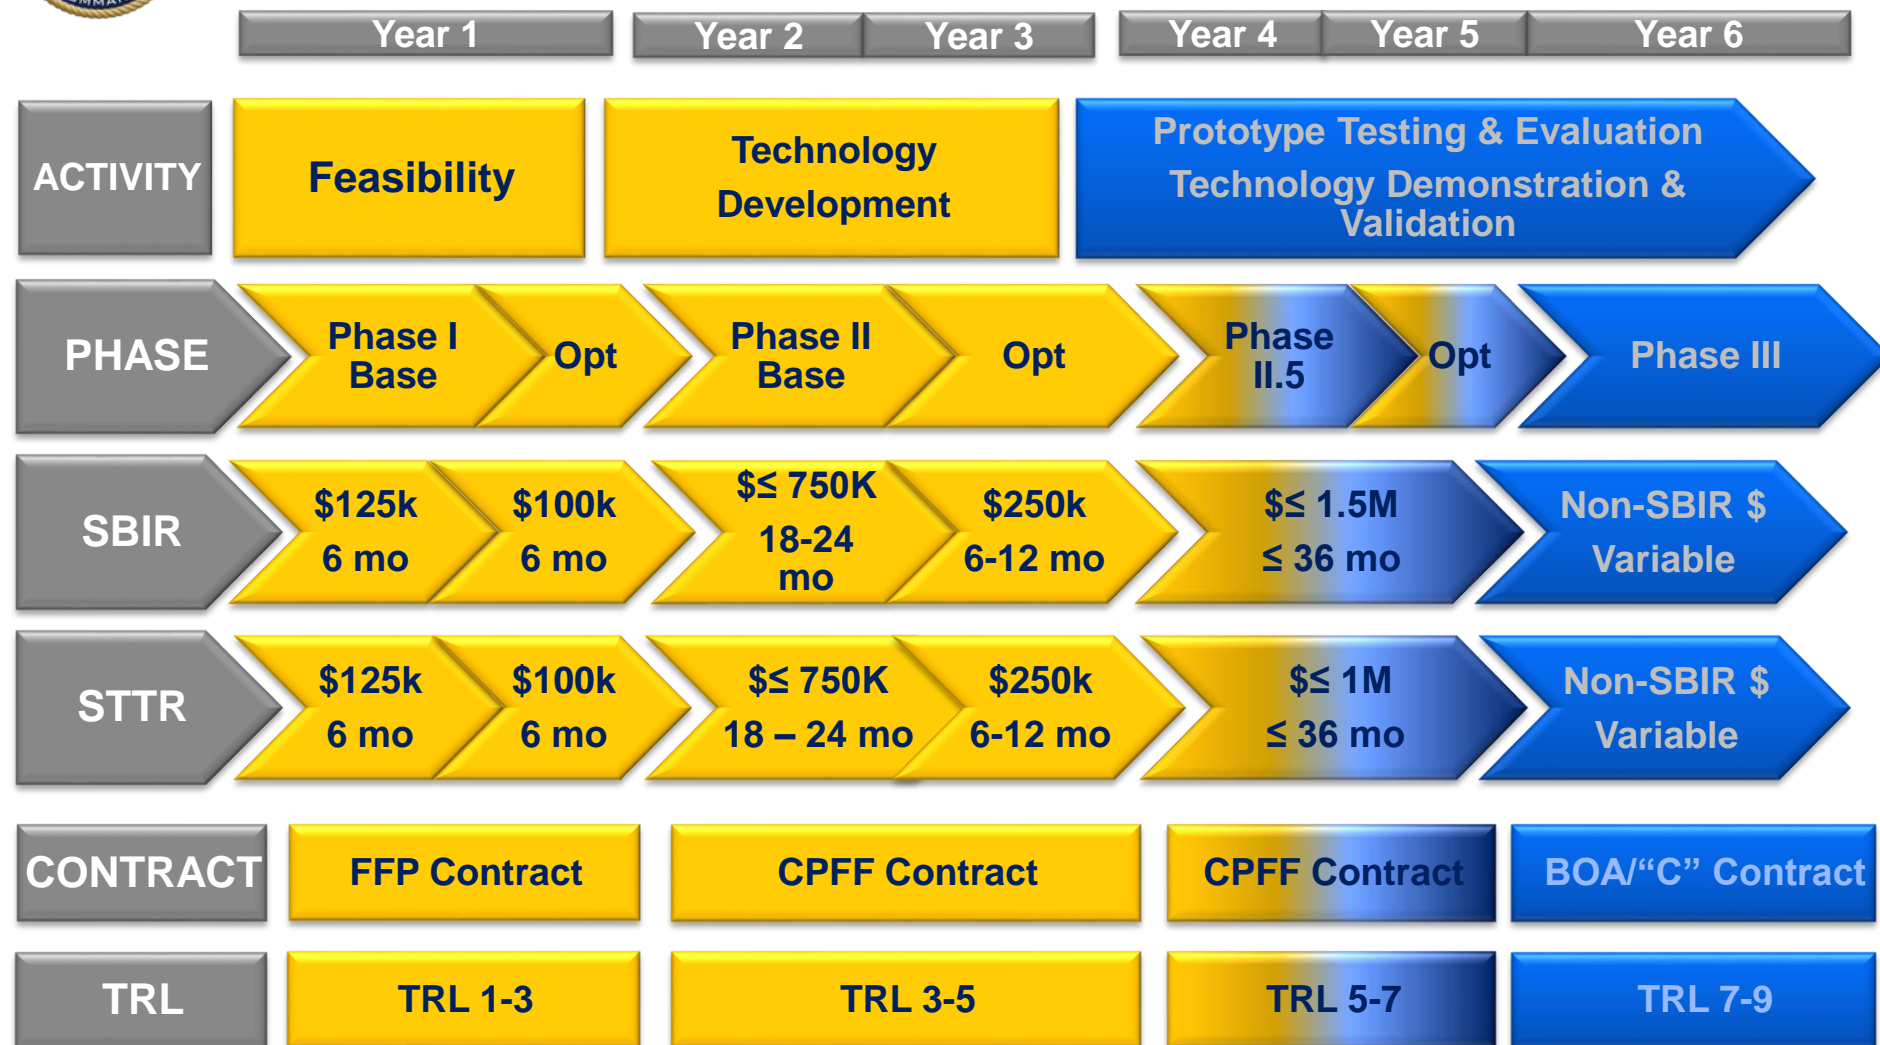 Year 1
Year 2
Year 3
Year 4
Year 5
Year 6
ACTIVITY
Feasibility
Technology
Development
Prototype Testing & Evaluation
Technology Demonstration &
Validation
PHASE
Phase I
Base
Opt
Phase II
Base
Opt
Phase
II.5
Opt
Phase III
SBIR
$125k
6 mo
$100k
6 mo
$≤ 750K
18-24
mo
$250k
6-12 mo
$≤ 1.5M
≤ 36 mo
Non-SBIR $
Variable
STTR
$125k
6 mo
$100k
6 mo
$≤ 750K
18 – 24 mo
$250k
6-12 mo
$≤ 1M
≤ 36 mo
Non-SBIR $
Variable
CONTRACT
FFP Contract
CPFF Contract
CPFF Contract
BOA/“C” Contract
TRL
TRL 1-3
TRL 3-5
TRL 5-7
TRL 7-9